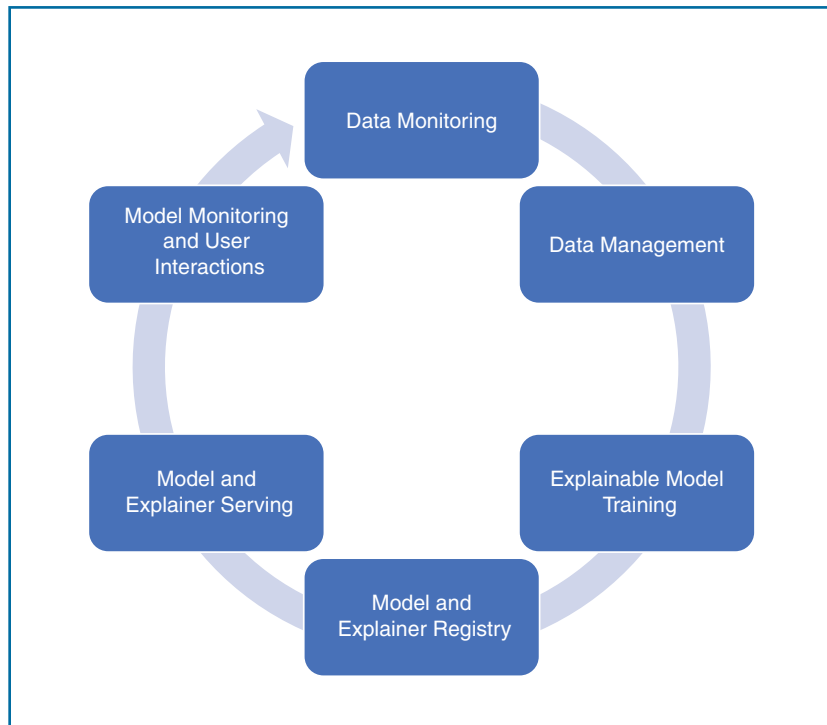 Data Monitoring
Data Management
Explainable Model
Training
Model and
Explainer Registry
Model and
Explainer Serving
Model Monitoring
and User
Interactions